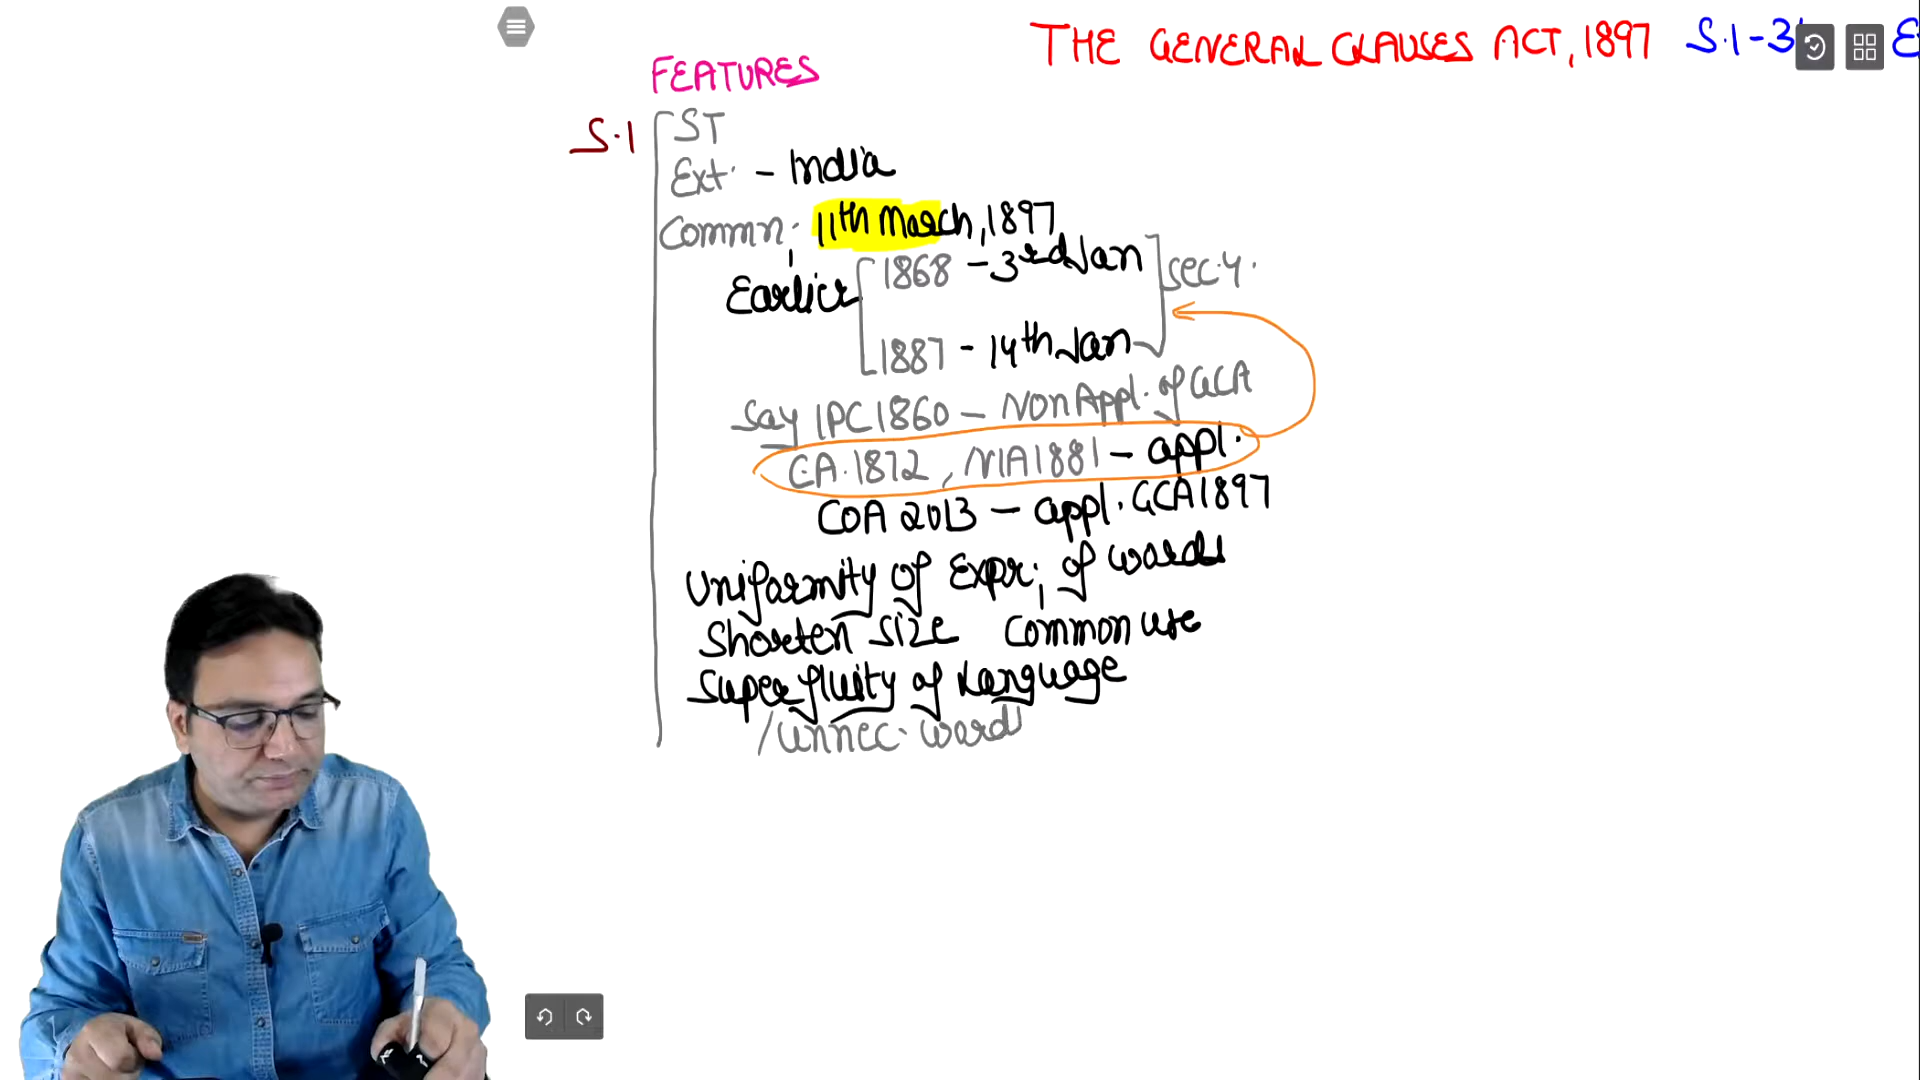 THE GENERAL CLAUSES ACT, 1897 S.1-3
FEATURES
S.1
ST
Ext. - India
Commn; 11th March, 1897
Earlier 1868 - 3rd Jan
1887 - 14th Jan
Sec.4.
Say IPC 1860 - Non Appl. of GCA
CA.1872, NIA 1881 - appl.
COA 2013 - appl. GCA 1897
Uniformity of Expr; of words
Shorten Size Common use
Superfluity of Language
/unnec. words